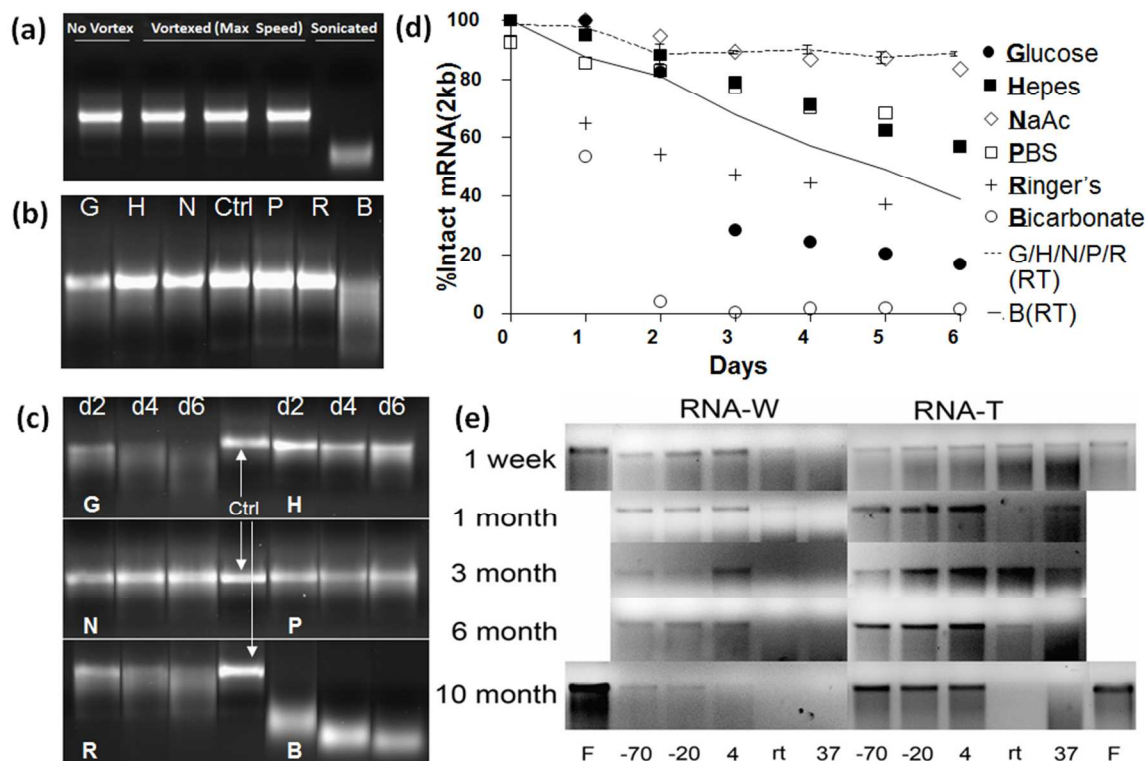 (a)
No Vortex Vortexed (Max Speed) Sonicated
(b)
G H N Ctrl P R B
(c)
d2 d4 d6 d2 d4 d6
G Ctrl H
N P
R B
(d)
%Intact mRNA(2kb)
100
80
60
40
20
0
0 1 2 3 4 5 6
Days
Glucose
Hepes
NaAc
PBS
Ringer's
Bicarbonate
G/H/N/P/R
(RT)
B(RT)
(e)
RNA-W RNA-T
1 week
1 month
3 month
6 month
10 month
F -70 -20 4 rt 37 -70 -20 4 rt 37 F